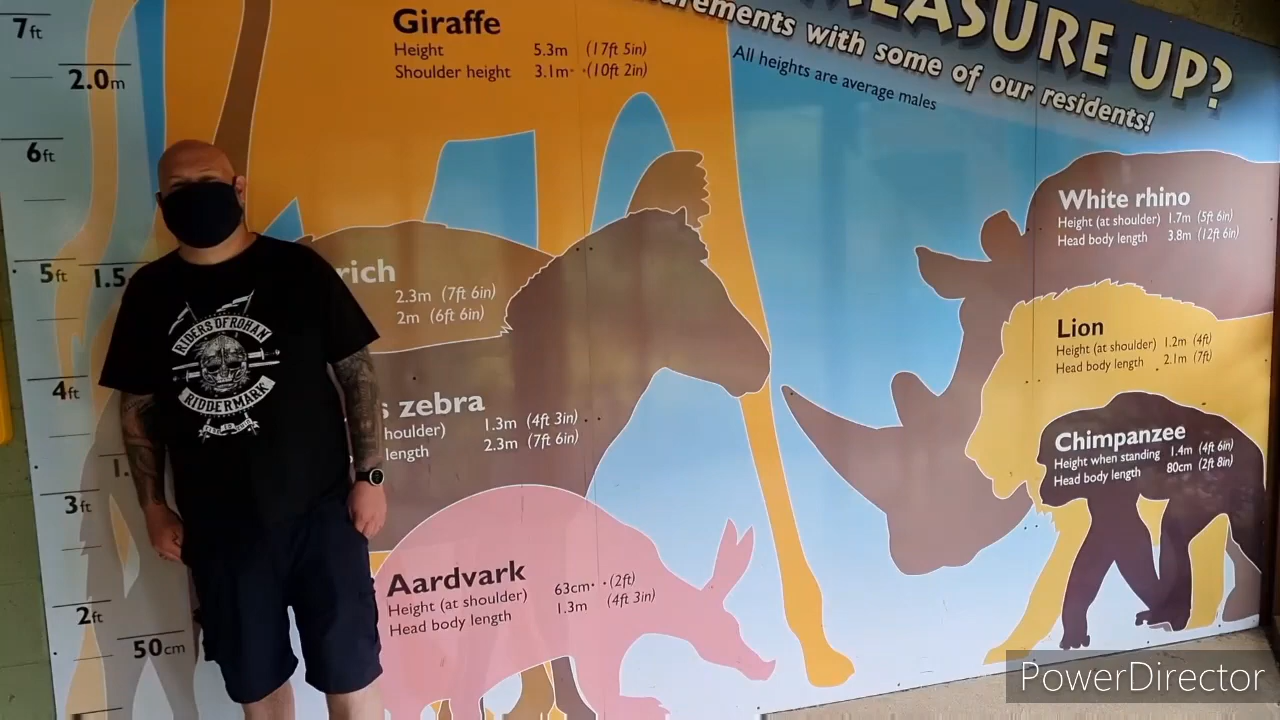 MEASURE UP?
with some of our residents!
All heights are average males
7ft
2.0m
6ft
5ft
1.5
4ft
1.
3ft
2ft
50cm
Giraffe
Height 5.3m (17ft 5in)
Shoulder height 3.1m (10ft 2in)
rich
2.3m (7ft 6in)
2m (6ft 6in)
s zebra
houlder) 1.3m (4ft 3in)
length 2.3m (7ft 6in)
Aardvark
Height (at shoulder) 63cm (2ft)
Head body length 1.3m (4ft 3in)
White rhino
Height (at shoulder) 1.7m (5ft 6in)
Head body length 3.8m (12ft 6in)
Lion
Height (at shoulder) 1.2m (4ft)
Head body length 2.1m (7ft)
Chimpanzee
Height when standing 1.4m (4ft 6in)
Head body length 80cm (2ft 8in)
RIDERS OF ROHAN
RIDDERMARK
PowerDirector